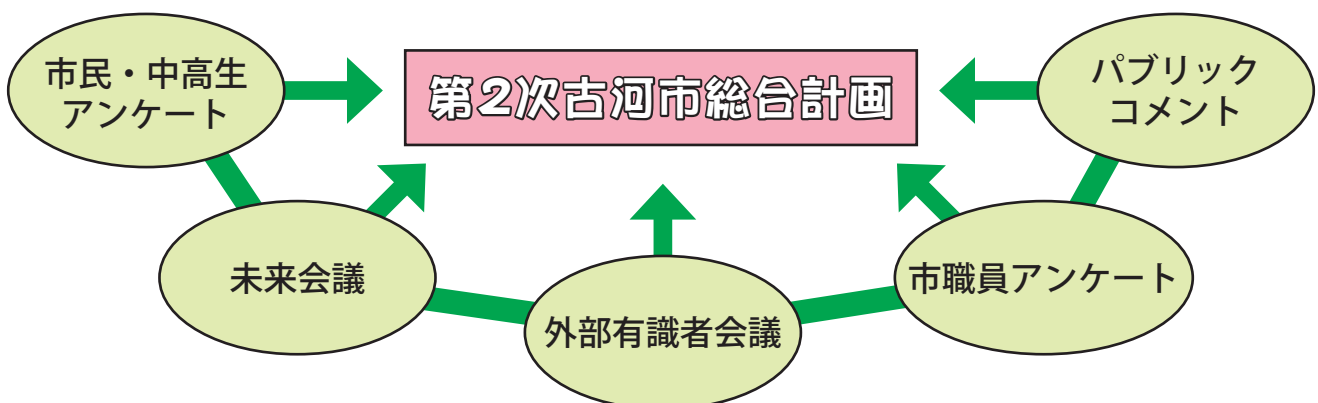 市民・中高生
アンケート
第2次古河市総合計画
パブリック
コメント
未来会議
外部有識者会議
市職員アンケート